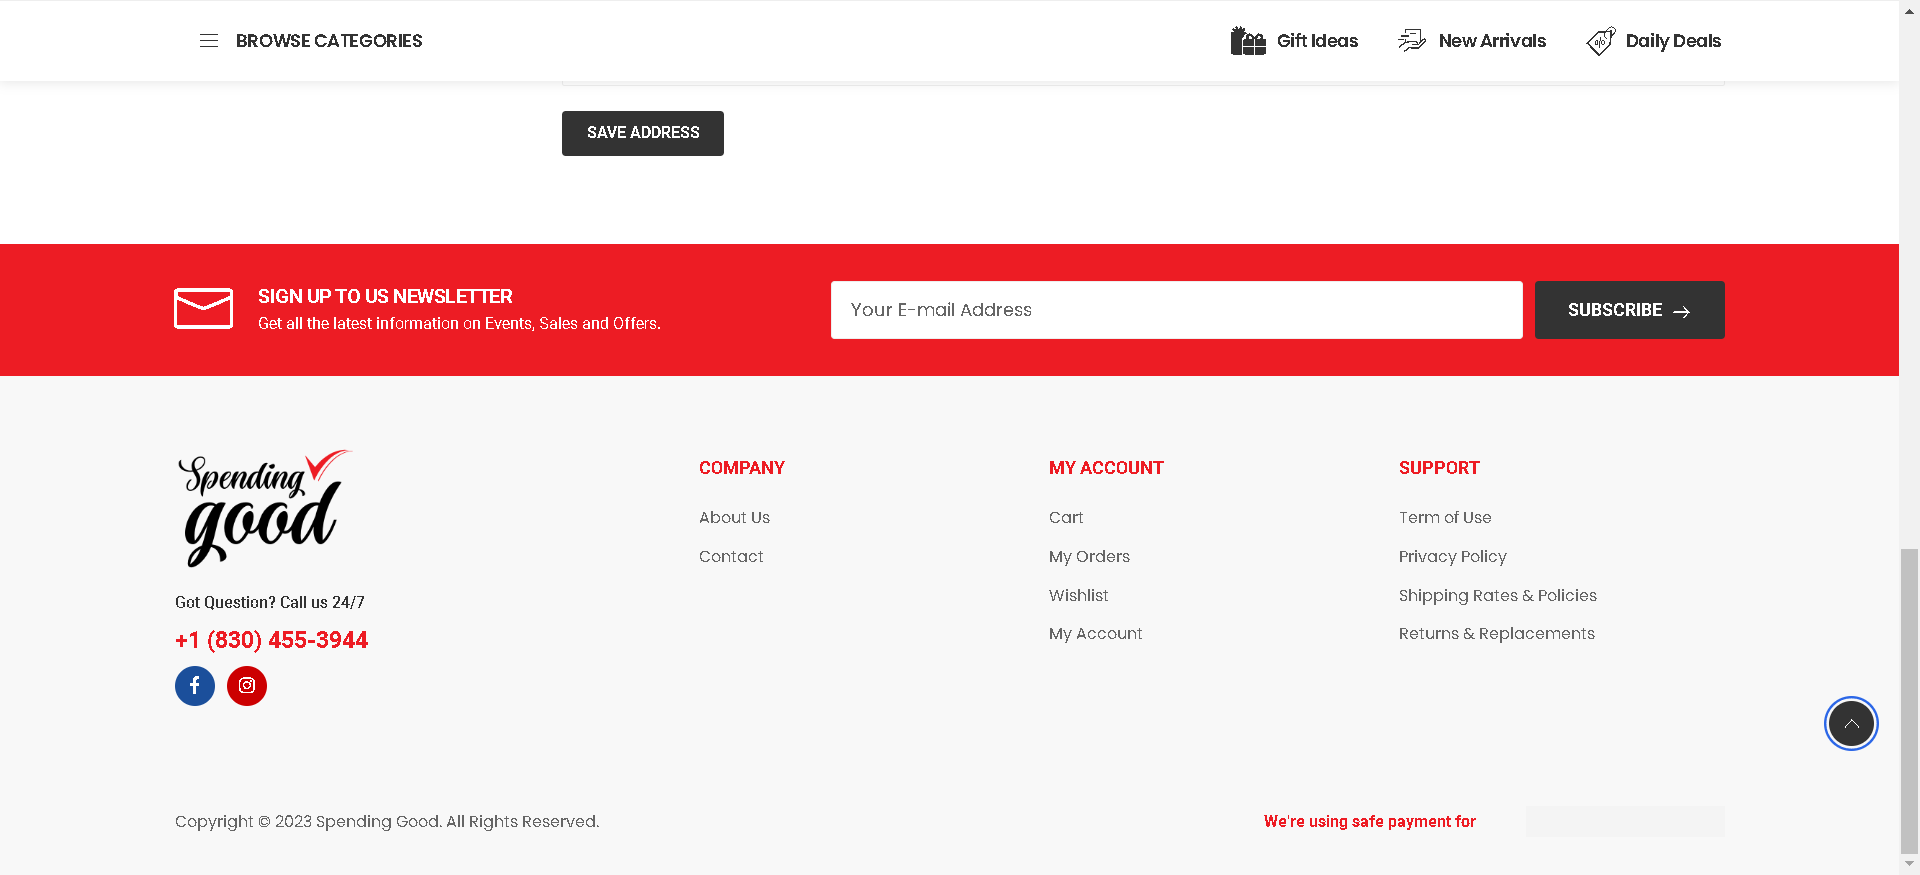 BROWSE CATEGORIES
Gift Ideas
New Arrivals
Daily Deals
SAVE ADDRESS
SIGN UP TO US NEWSLETTER
Get all the latest information on Events, Sales and Offers.
Your E-mail Address
SUBSCRIBE
Spending
good
Got Question? Call us 24/7
+1 (830) 455-3944
COMPANY
About Us
Contact
MY ACCOUNT
Cart
My Orders
Wishlist
My Account
SUPPORT
Term of Use
Privacy Policy
Shipping Rates & Policies
Returns & Replacements
Copyright © 2023 Spending Good. All Rights Reserved.
We're using safe payment for